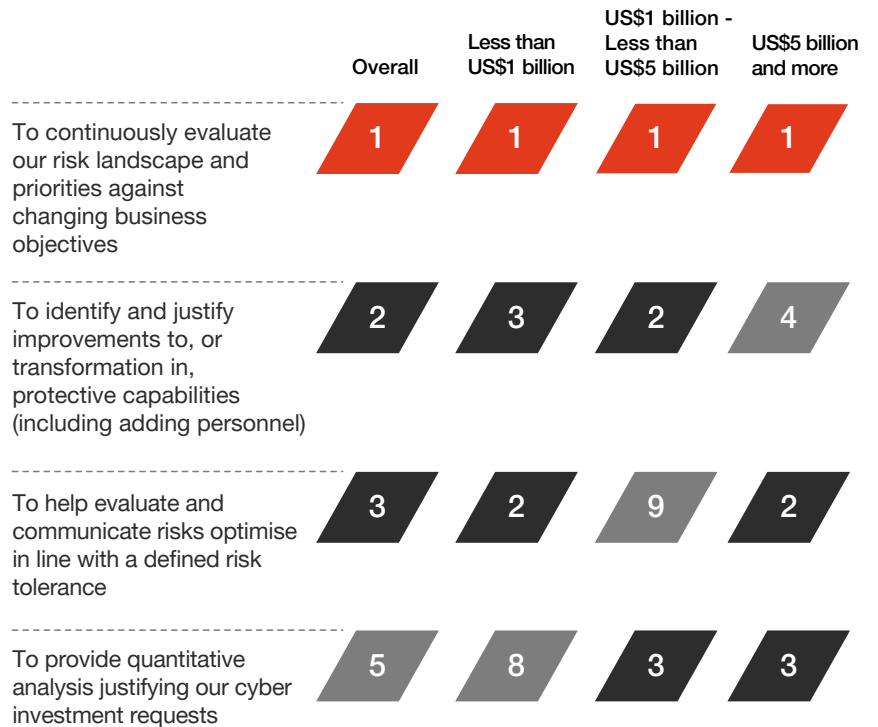 Overall
Less than
US$1 billion
US$1 billion -
Less than
US$5 billion
US$5 billion
and more
To continuously evaluate
our risk landscape and
priorities against
changing business
objectives
1 1 1 1
To identify and justify
improvements to, or
transformation in,
protective capabilities
(including adding personnel)
2 3 2 4
To help evaluate and
communicate risks optimise
in line with a defined risk
tolerance
3 2 9 2
To provide quantitative
analysis justifying our cyber
investment requests
5 8 3 3